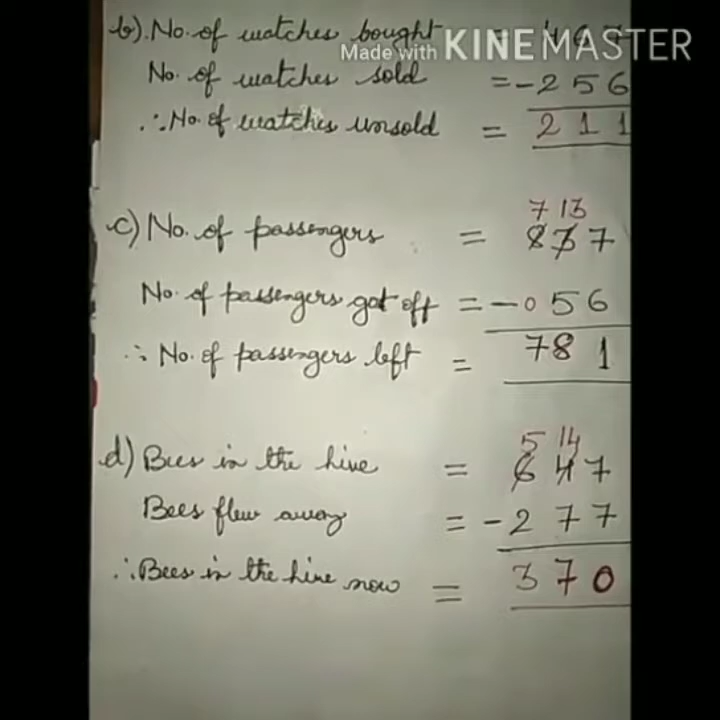 b). No. of watches bought = 467
Made with KINEMASTER
No. of watches sold = - 256
∴ No. of watches unsold = 211
7 13
c) No. of passengers = 837
No. of passengers got off = - 056
∴ No. of passengers left = 781
5 14
d) Bees in the hive = 647
Bees flew away = - 277
∴ Bees in the hive now = 370